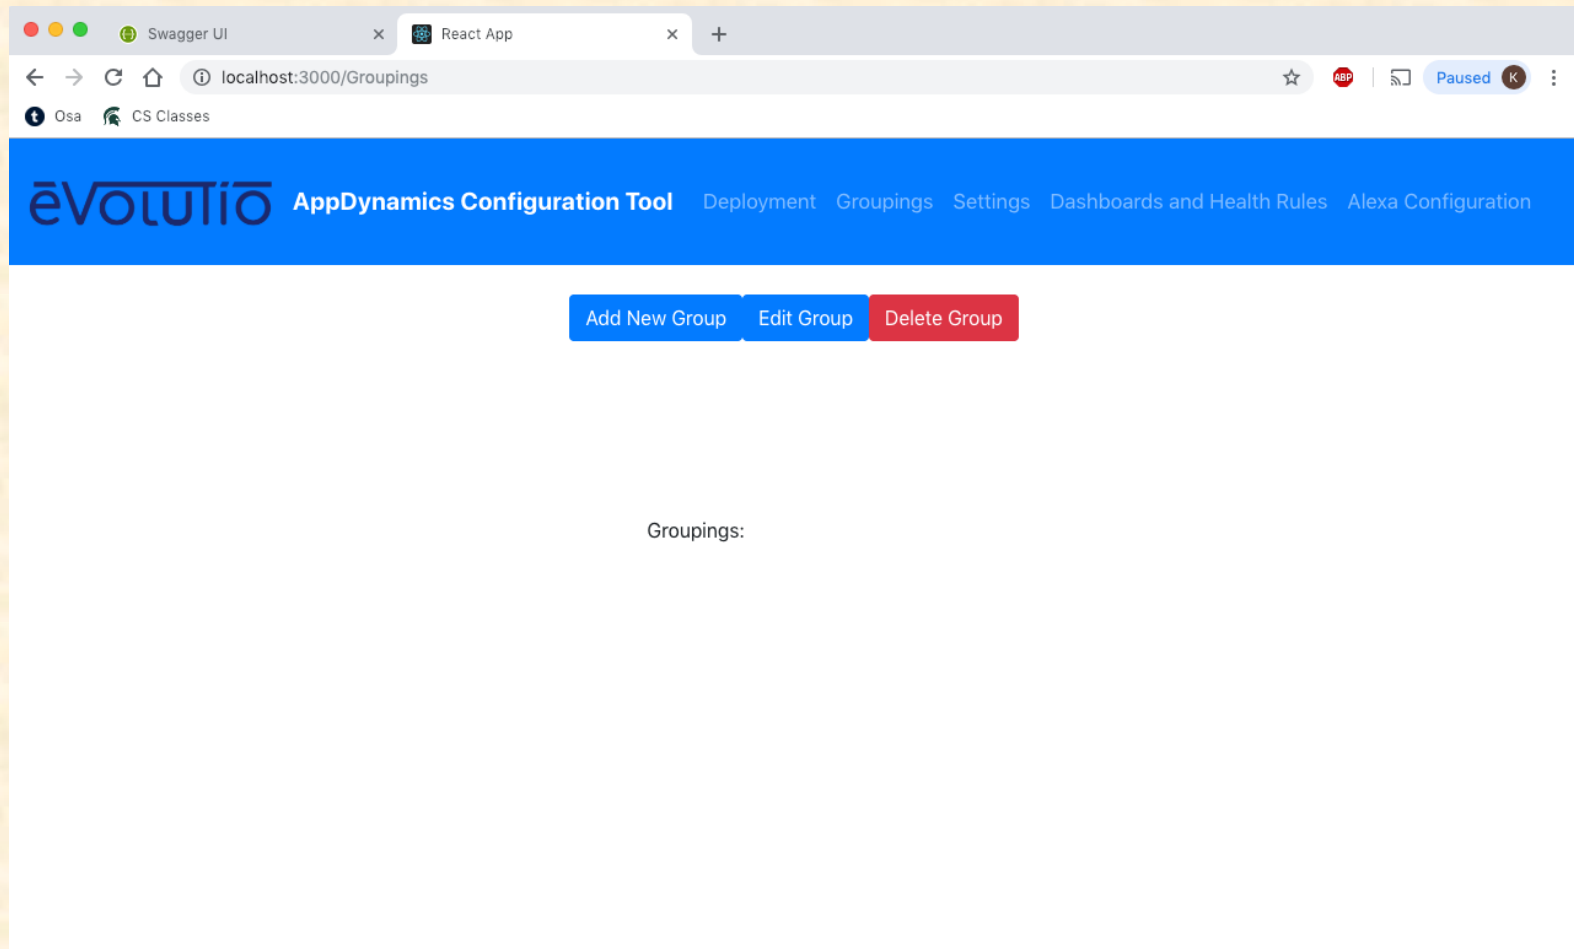 Swagger UI
React App
localhost:3000/Groupings
ABP
Paused K
t Osa
CS Classes
ēVOLUTIO AppDynamics Configuration Tool Deployment Groupings Settings Dashboards and Health Rules Alexa Configuration
Add New Group Edit Group Delete Group
Groupings: